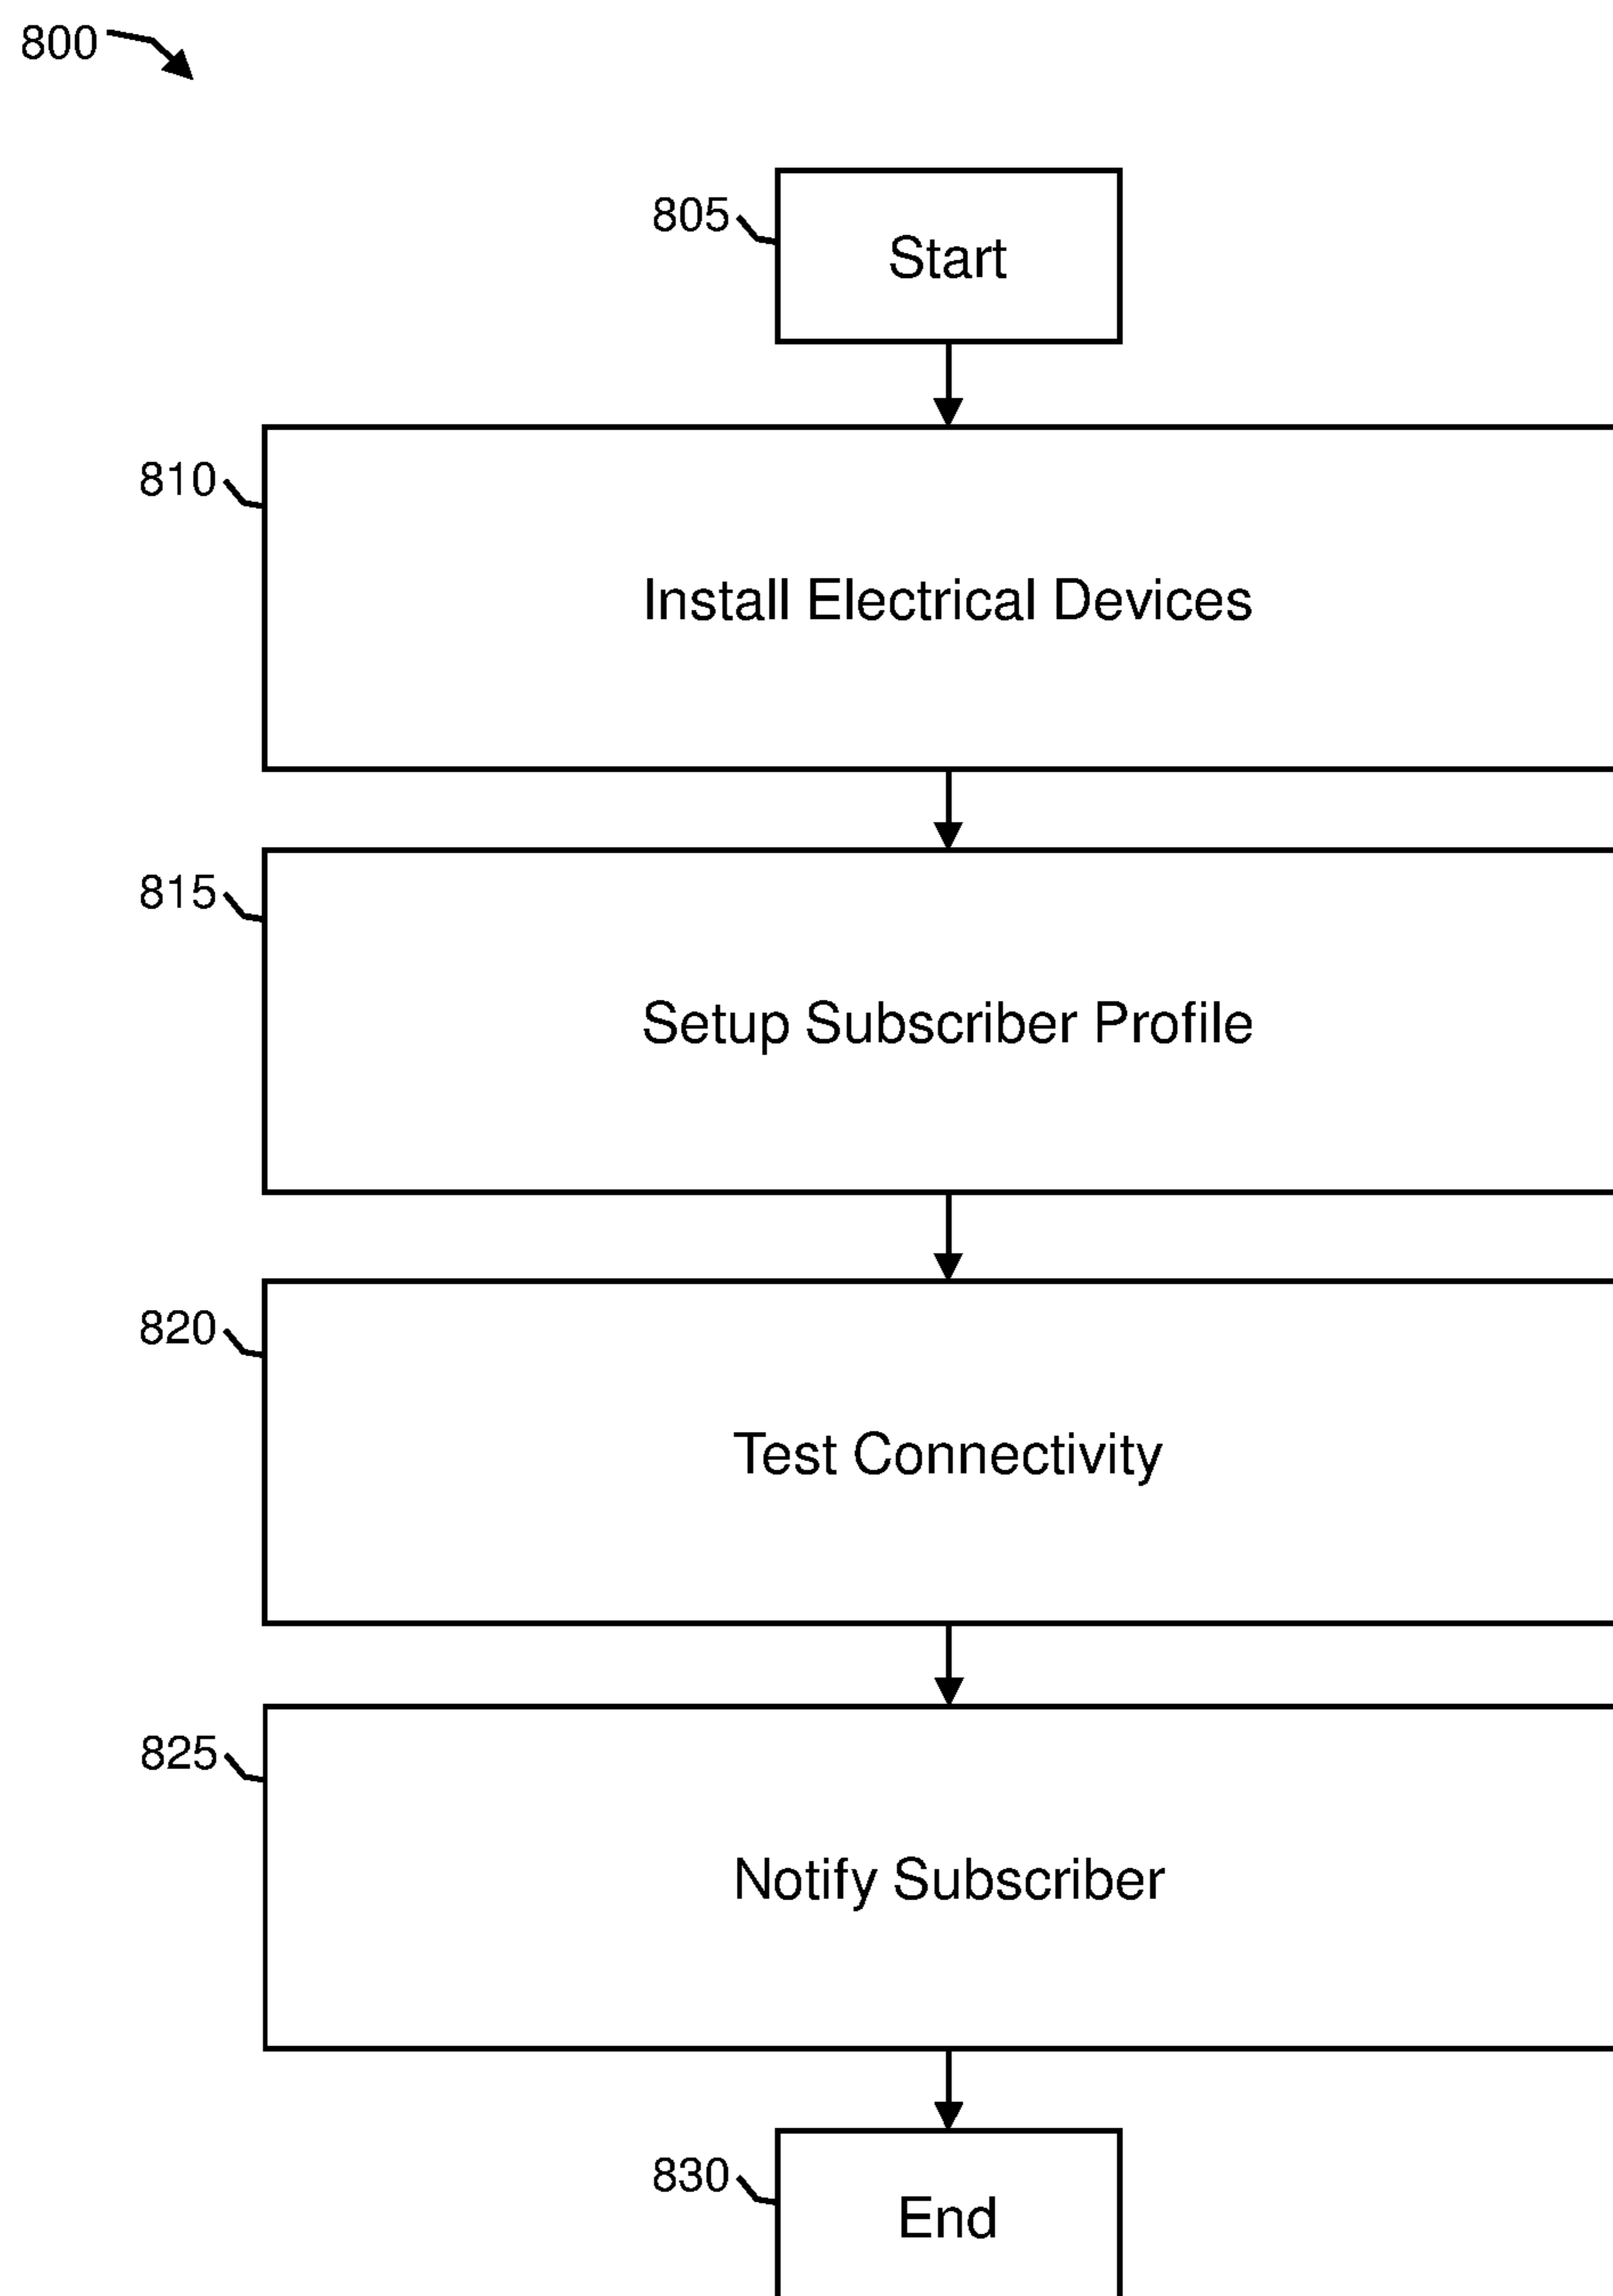 800
805
Start
810
Install Electrical Devices
815
Setup Subscriber Profile
820
Test Connectivity
825
Notify Subscriber
830
End